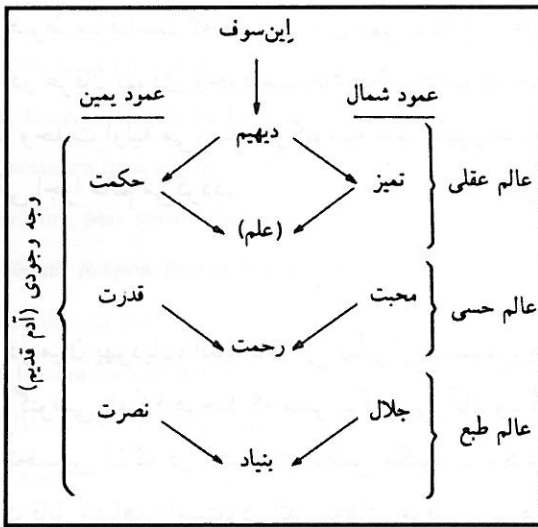 اِین‌سوف
عمود شمال
عمود یمین
دیهیم
تمیز
حکمت
(علم)
عالم عقلی
محبت
قدرت
رحمت
عالم حسی
جلال
نصرت
بنیاد
عالم طبع
وجه وجودی (آدم قدیم)